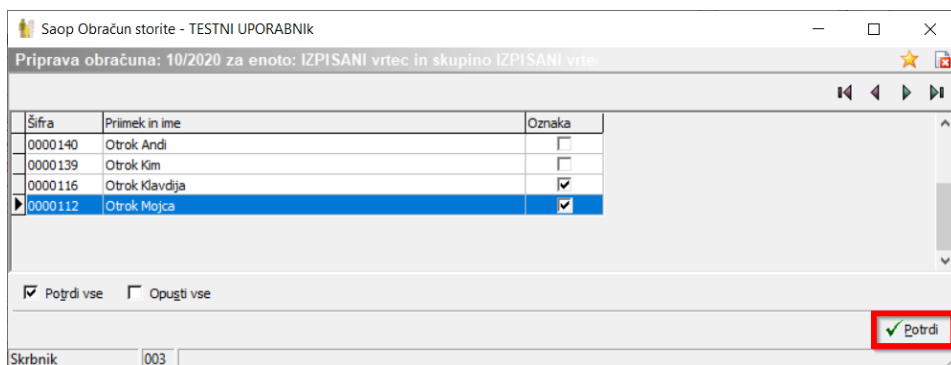 Saop Obračun storite - TESTNI UPORABNIk
Priprava obračuna: 10/2020 za enoto: IZPISANI vrtec in skupino IZPISANI vrte
Šifra Priimek in ime Oznaka
0000140 Otrok Andi
0000139 Otrok Kim
0000116 Otrok Klavdija
0000112 Otrok Mojca
Potrdi vse Opusti vse
Potrdi
Skrbnik 003